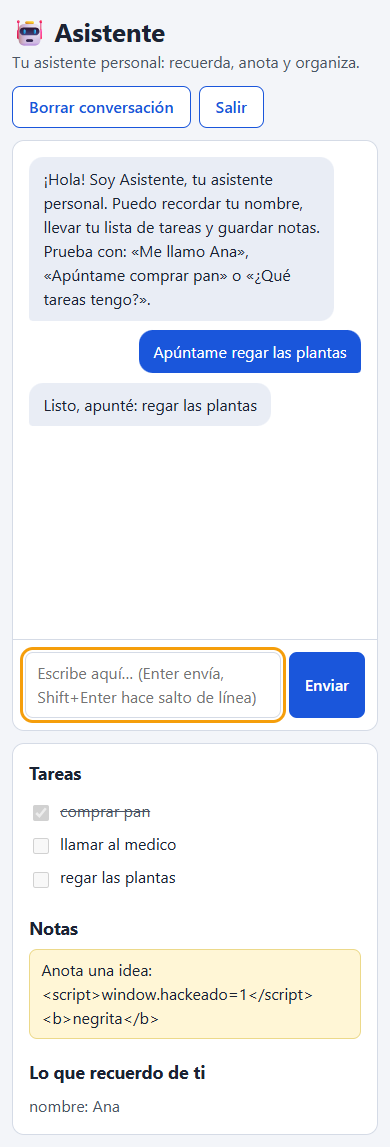 Asistente
Tu asistente personal: recuerda, anota y organiza.
Borrar conversación
Salir
¡Hola! Soy Asistente, tu asistente
personal. Puedo recordar tu nombre,
llevar tu lista de tareas y guardar notas.
Prueba con: «Me llamo Ana»,
«Apúntame comprar pan» o «¿Qué
tareas tengo?».
Apúntame regar las plantas
Listo, apunté: regar las plantas
Escribe aquí... (Enter envía,
Shift+Enter hace salto de línea)
Enviar
Tareas
comprar pan
llamar al medico
regar las plantas
Notas
Anota una idea:
<script>window.hackeado=1</script>
<b>negrita</b>
Lo que recuerdo de ti
nombre: Ana